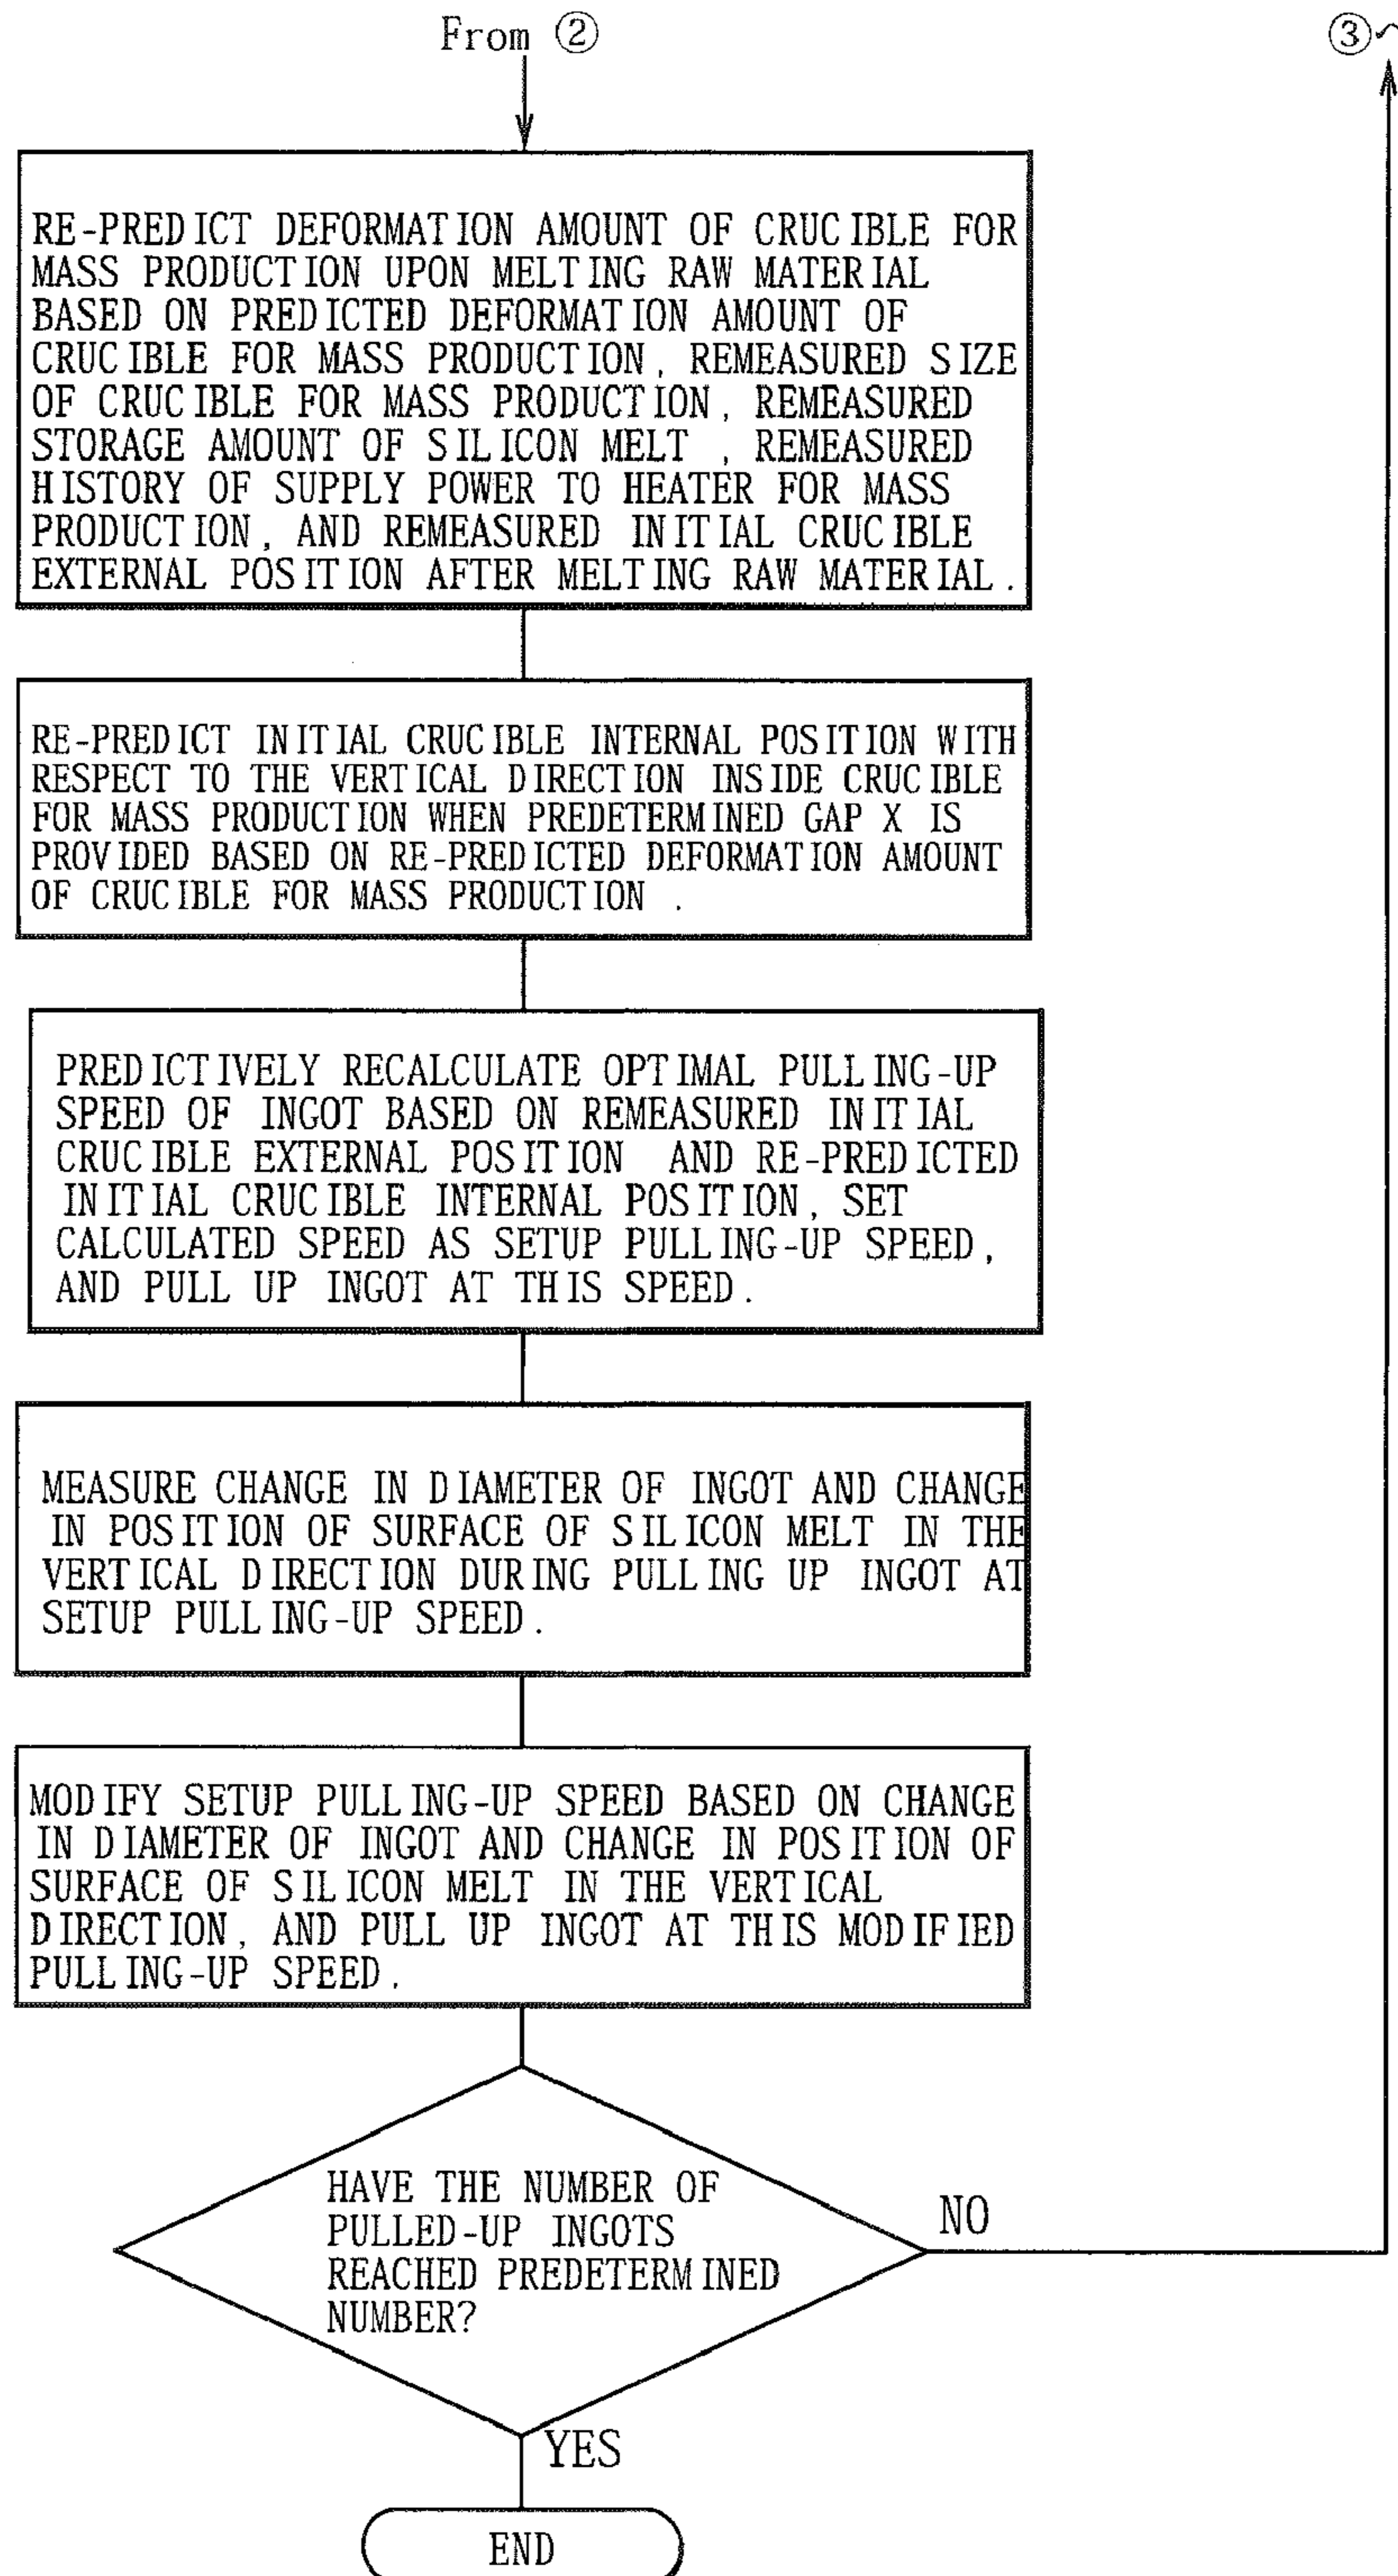 From ②
③へ
RE-PREDICT DEFORMATION AMOUNT OF CRUCIBLE FOR
MASS PRODUCTION UPON MELTING RAW MATERIAL
BASED ON PREDICTED DEFORMATION AMOUNT OF
CRUCIBLE FOR MASS PRODUCTION, REMEASURED SIZE
OF CRUCIBLE FOR MASS PRODUCTION, REMEASURED
STORAGE AMOUNT OF SILICON MELT , REMEASURED
HISTORY OF SUPPLY POWER TO HEATER FOR MASS
PRODUCTION, AND REMEASURED INITIAL CRUCIBLE
EXTERNAL POSITION AFTER MELTING RAW MATERIAL.
RE-PREDICT INITIAL CRUCIBLE INTERNAL POSITION WITH
RESPECT TO THE VERTICAL DIRECTION INSIDE CRUCIBLE
FOR MASS PRODUCTION WHEN PREDETERMINED GAP X IS
PROVIDED BASED ON RE-PREDICTED DEFORMATION AMOUNT
OF CRUCIBLE FOR MASS PRODUCTION .
PREDICTIVELY RECALCULATE OPTIMAL PULLING-UP
SPEED OF INGOT BASED ON REMEASURED INITIAL
CRUCIBLE EXTERNAL POSITION AND RE-PREDICTED
INITIAL CRUCIBLE INTERNAL POSITION, SET
CALCULATED SPEED AS SETUP PULLING-UP SPEED,
AND PULL UP INGOT AT THIS SPEED.
MEASURE CHANGE IN DIAMETER OF INGOT AND CHANGE
IN POSITION OF SURFACE OF SILICON MELT IN THE
VERTICAL DIRECTION DURING PULLING UP INGOT AT
SETUP PULLING-UP SPEED.
MODIFY SETUP PULLING-UP SPEED BASED ON CHANGE
IN DIAMETER OF INGOT AND CHANGE IN POSITION OF
SURFACE OF SILICON MELT IN THE VERTICAL
DIRECTION, AND PULL UP INGOT AT THIS MODIFIED
PULLING-UP SPEED.
HAVE THE NUMBER OF
PULLED-UP INGOTS
REACHED PREDETERMINED
NUMBER?
NO
YES
END